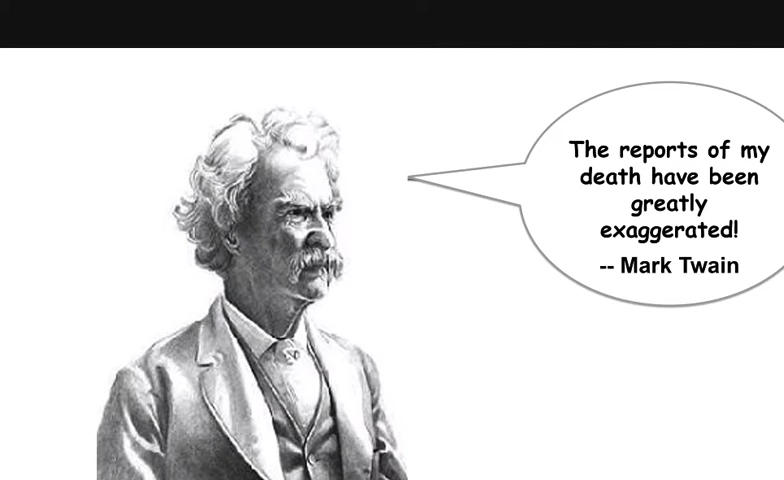 The reports of my
death have been
greatly
exaggerated!
-- Mark Twain